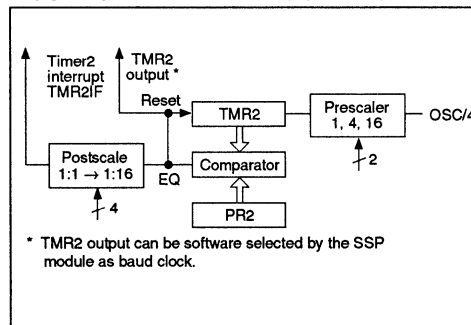 Timer2
interrupt
TMR2IF
TMR2
output *
Reset
TMR2
Prescaler
1, 4, 16
OSC/4
2
Postscale
1:1 → 1:16
EQ
Comparator
4
PR2
* TMR2 output can be software selected by the SSP
module as baud clock.